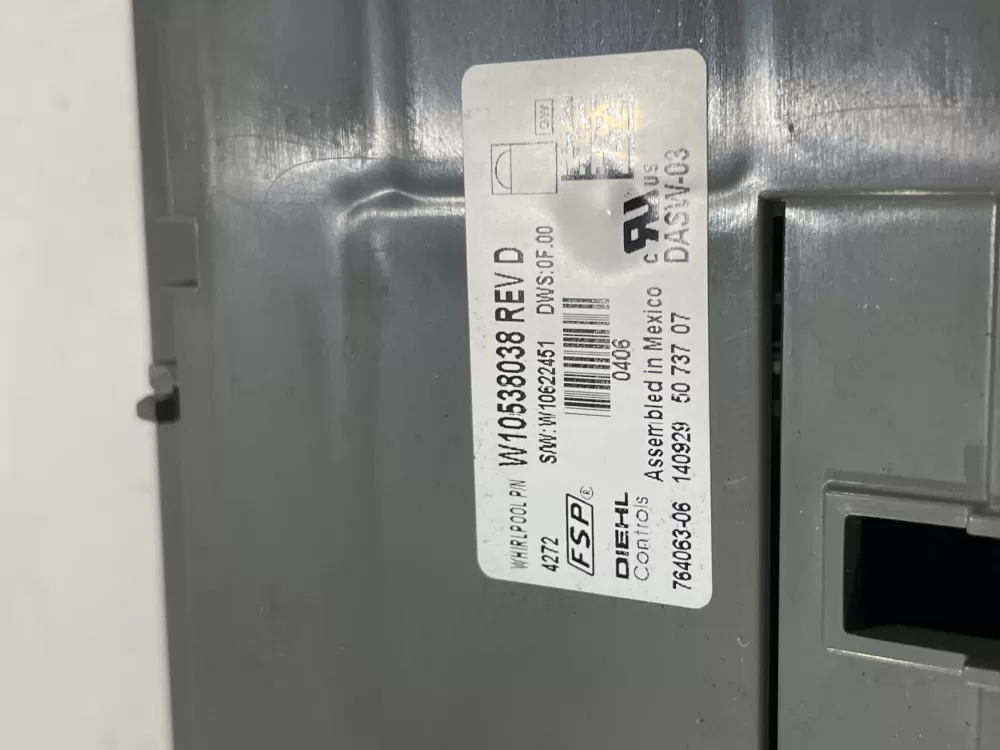 WHIRLPOOL P/N W10538038 REV D
4272 S/W: W10622451 DWS: 0F.00
FSP®
0406
DIEHL
Controls
Assembled in Mexico
c RU US
764063-06 140929 50 737 07
DASW-03